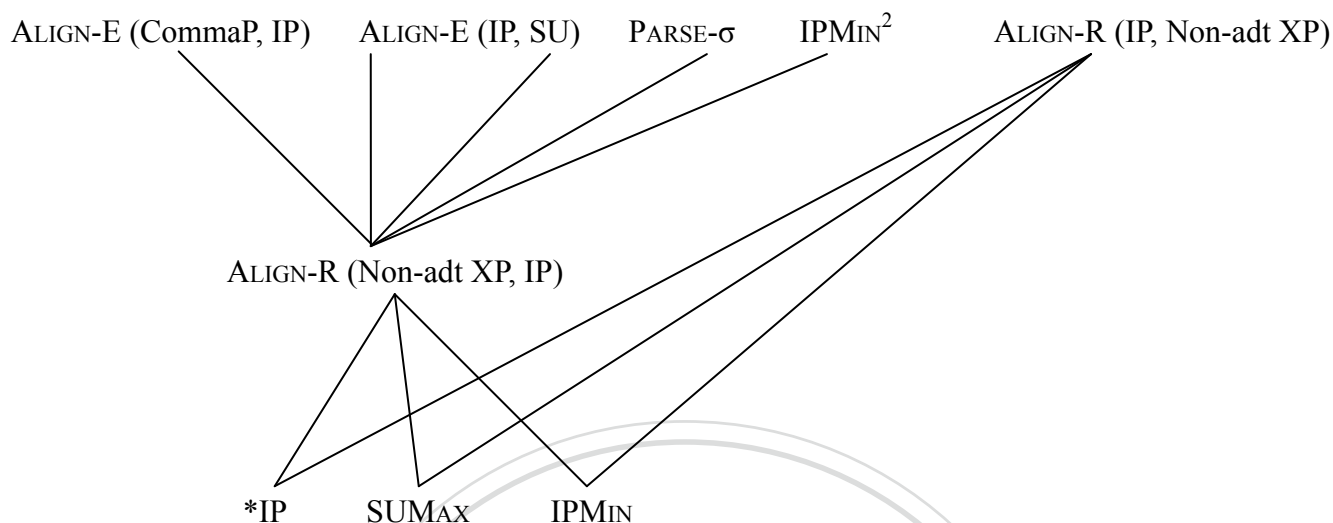 ALIGN-E (CommaP, IP) ALIGN-E (IP, SU) PARSE-σ IPMIN² ALIGN-R (IP, Non-adt XP)
ALIGN-R (Non-adt XP, IP)
*IP SUMAX IPMIN